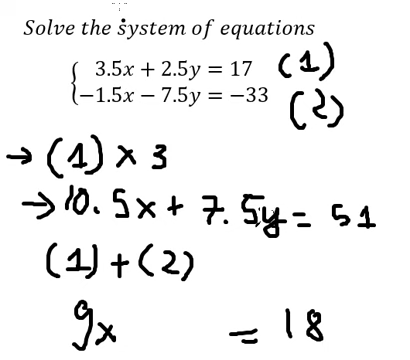 Solve the system of equations
3.5x + 2.5y = 17 (1)
−1.5x − 7.5y = −33 (2)
→ (1) × 3
→ 10.5x + 7.5y = 51
(1) + (2)
9x = 18